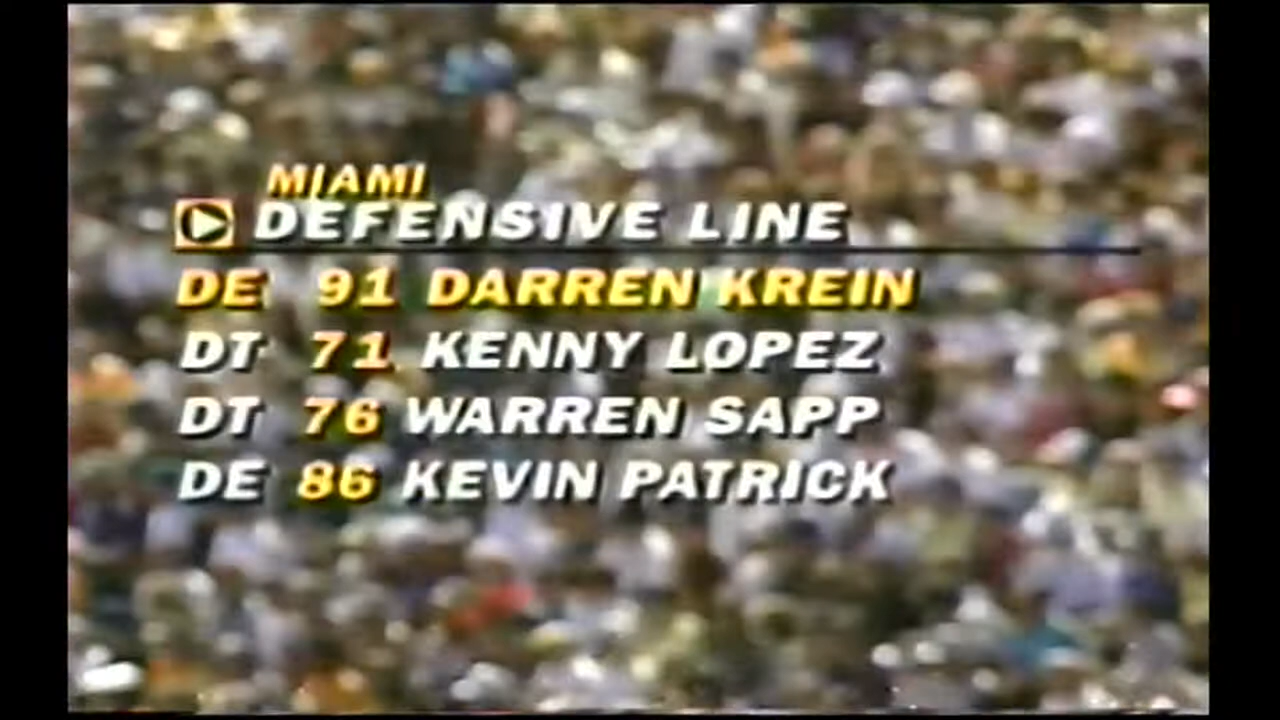 MIAMI
DEFENSIVE LINE
DE 91 DARREN KREIN
DT 71 KENNY LOPEZ
DT 76 WARREN SAPP
DE 86 KEVIN PATRICK